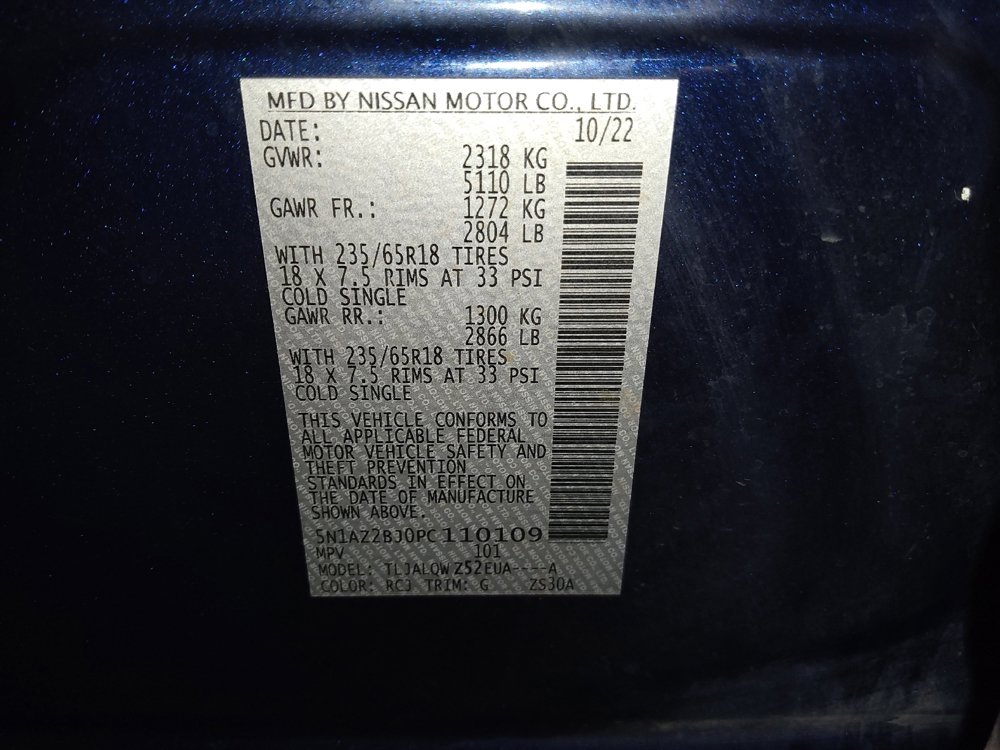 MFD BY NISSAN MOTOR CO., LTD.
DATE: 10/22
GVWR: 2318 KG
5110 LB
GAWR FR.: 1272 KG
2804 LB
WITH 235/65R18 TIRES
18 X 7.5 RIMS AT 33 PSI
COLD SINGLE
GAWR RR.: 1300 KG
2866 LB
WITH 235/65R18 TIRES
18 X 7.5 RIMS AT 33 PSI
COLD SINGLE
THIS VEHICLE CONFORMS TO
ALL APPLICABLE FEDERAL
MOTOR VEHICLE SAFETY AND
THEFT PREVENTION
STANDARDS IN EFFECT ON
THE DATE OF MANUFACTURE
SHOWN ABOVE.
5N1AZ2BJ0PC110109
MPV 101
MODEL: TLJALQWZ52EUA----A
COLOR: RCJ TRIM: G ZS30A